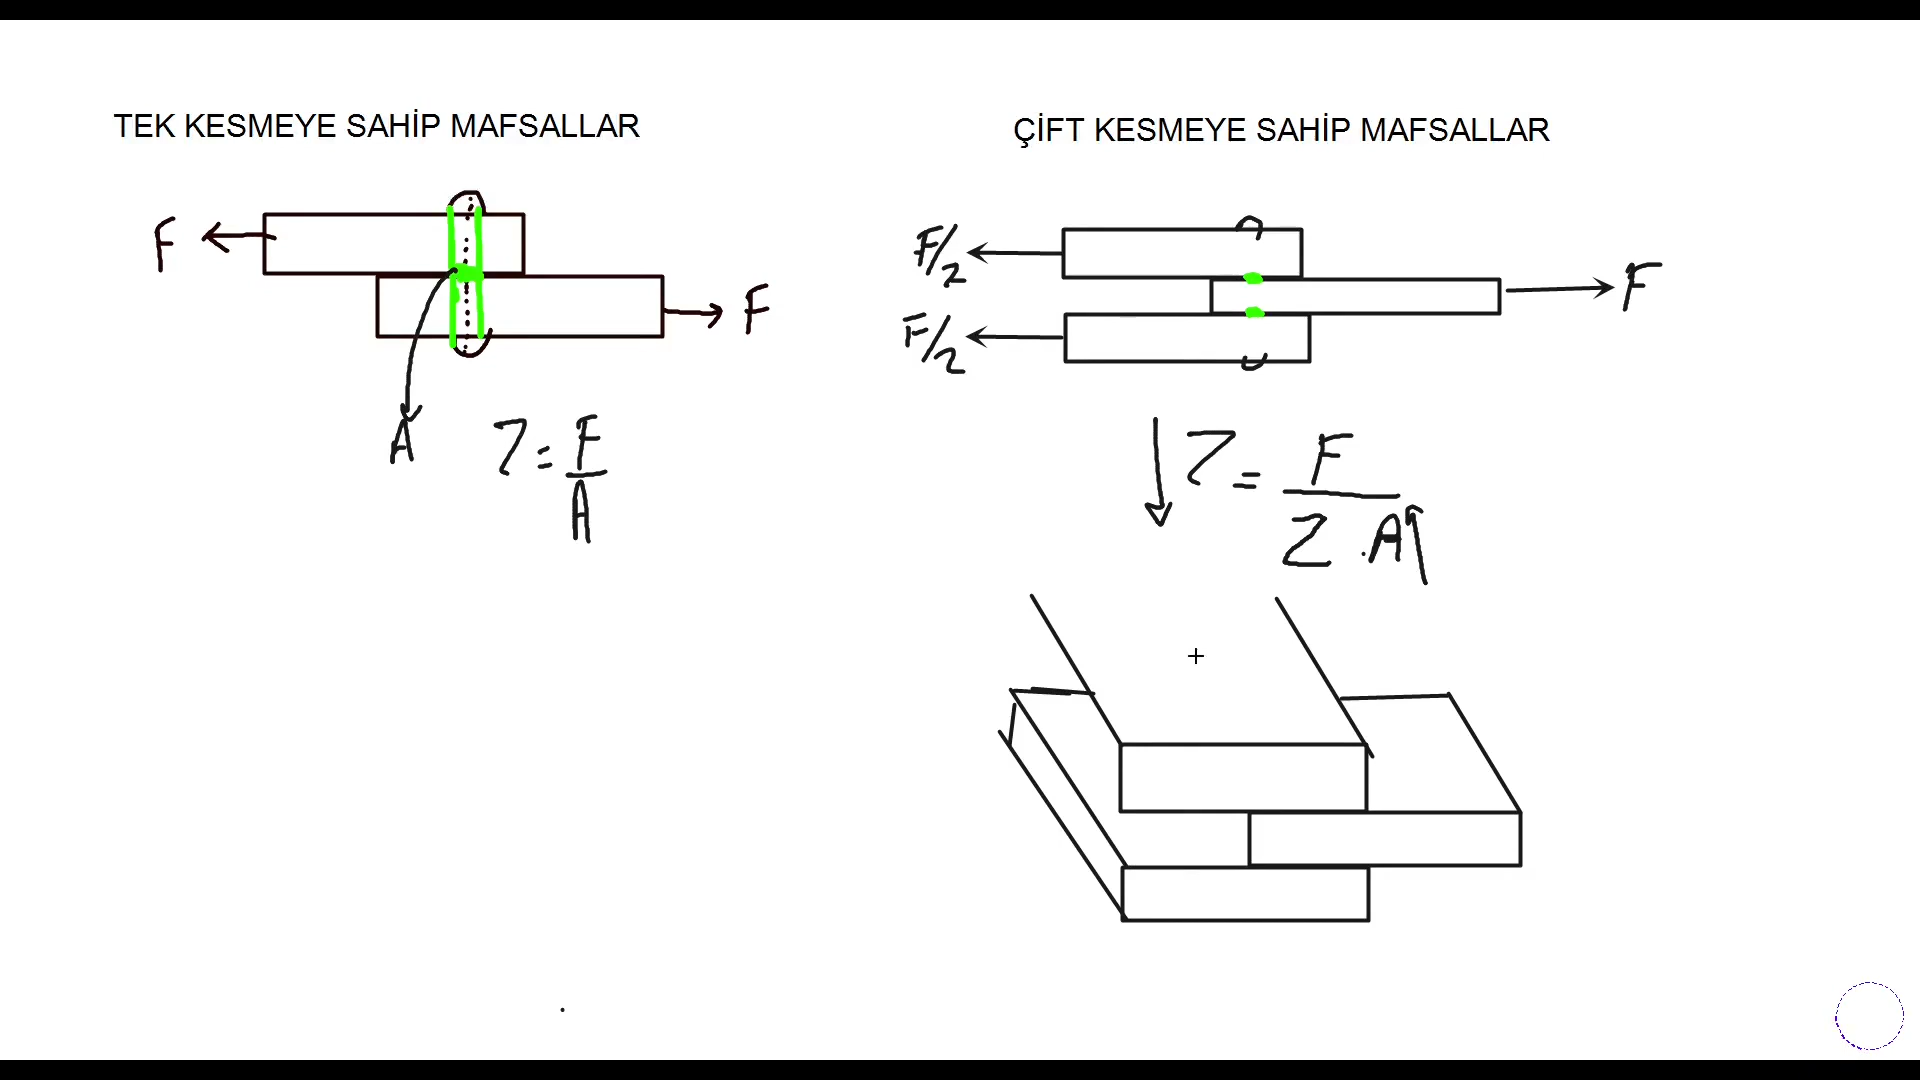 TEK KESMEYE SAHİP MAFSALLAR
F
F
A
τ = F / A
ÇİFT KESMEYE SAHİP MAFSALLAR
F/2
F
F/2
τ = F / 2 . A